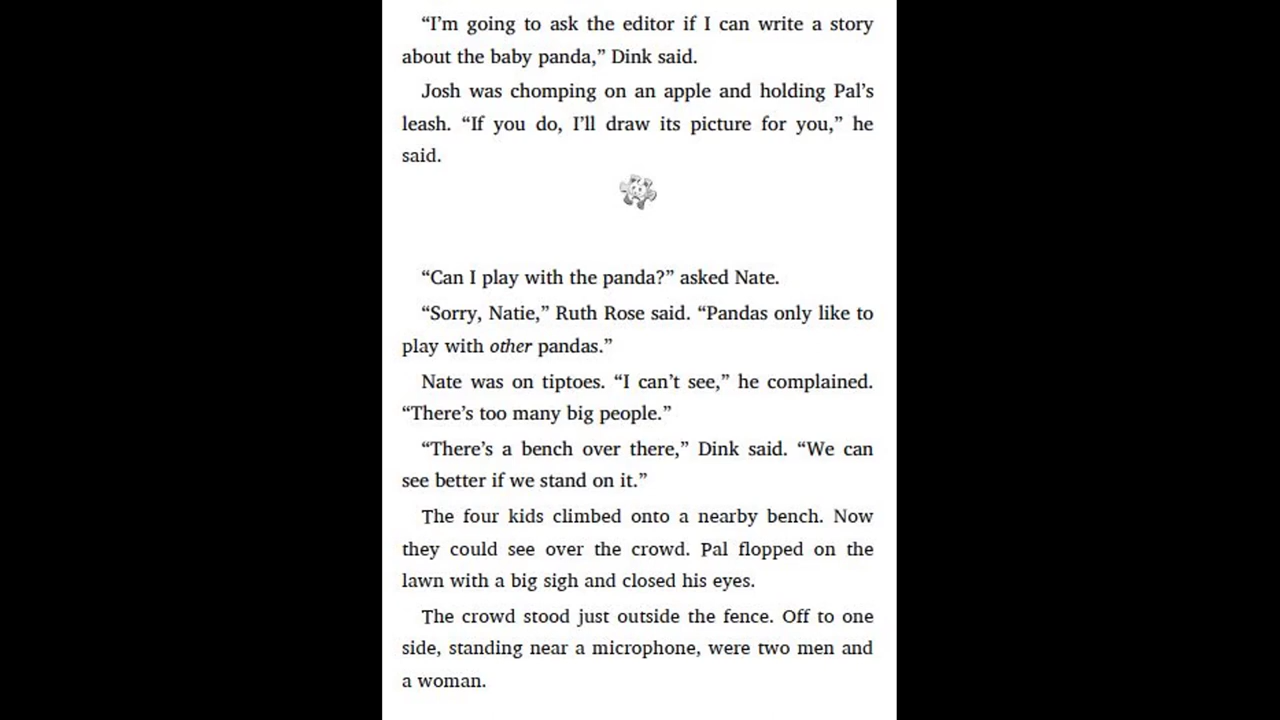 “I’m going to ask the editor if I can write a story
about the baby panda,” Dink said.
Josh was chomping on an apple and holding Pal’s
leash. “If you do, I’ll draw its picture for you,” he
said.
“Can I play with the panda?” asked Nate.
“Sorry, Natie,” Ruth Rose said. “Pandas only like to
play with other pandas.”
Nate was on tiptoes. “I can’t see,” he complained.
“There’s too many big people.”
“There’s a bench over there,” Dink said. “We can
see better if we stand on it.”
The four kids climbed onto a nearby bench. Now
they could see over the crowd. Pal flopped on the
lawn with a big sigh and closed his eyes.
The crowd stood just outside the fence. Off to one
side, standing near a microphone, were two men and
a woman.